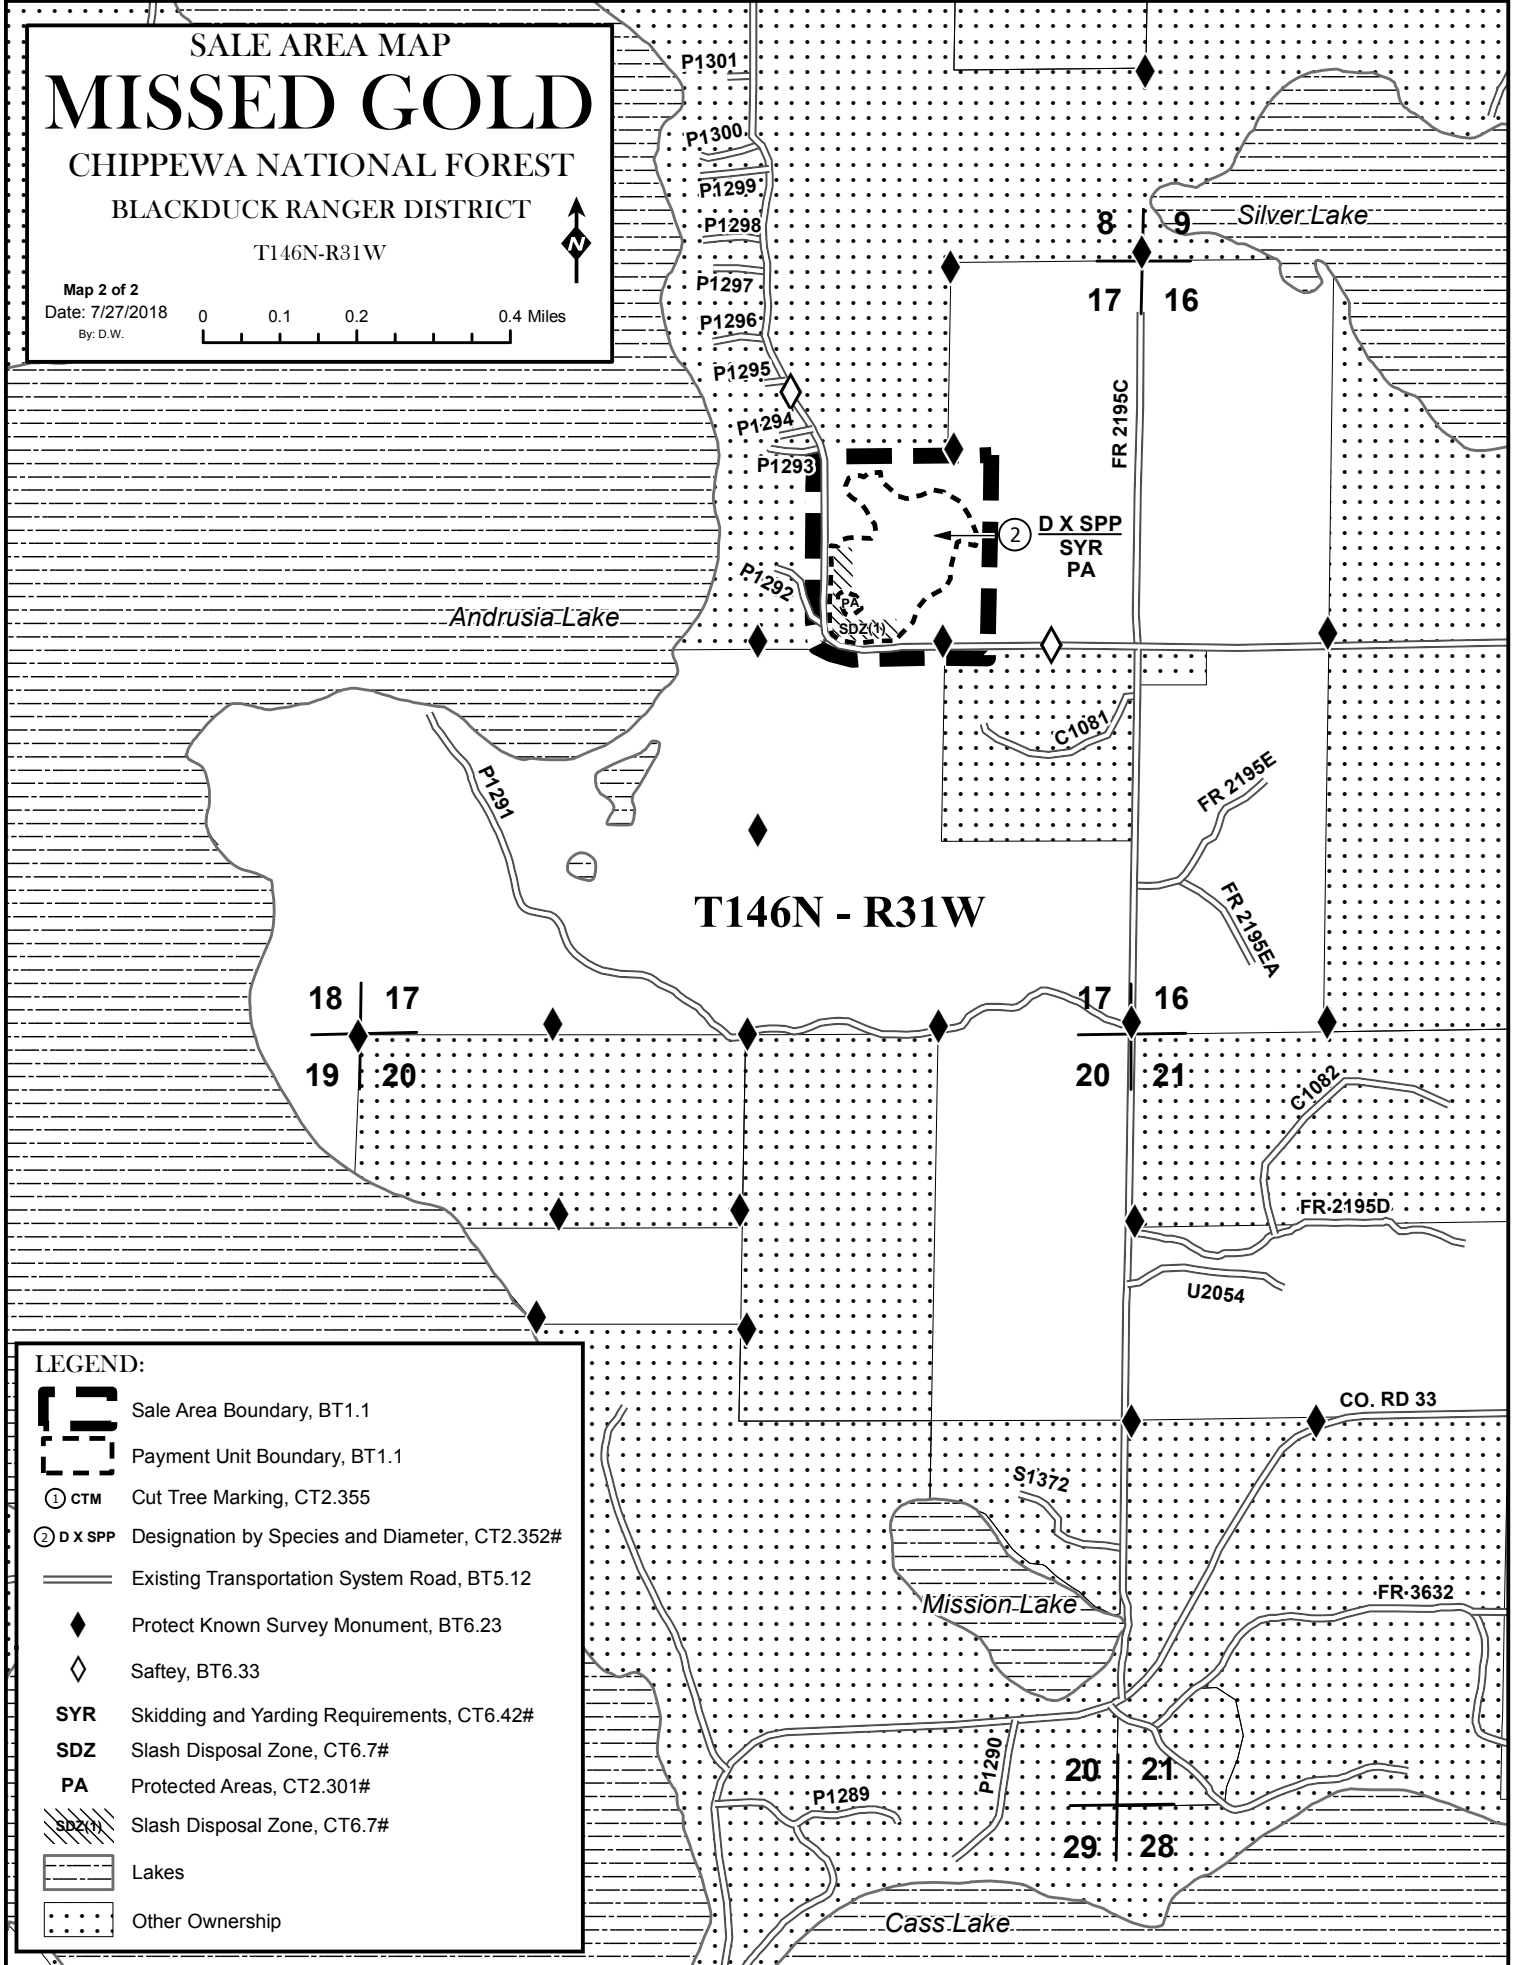 SALE AREA MAP
MISSED GOLD
CHIPPEWA NATIONAL FOREST
BLACKDUCK RANGER DISTRICT
T146N-R31W
N
Map 2 of 2
Date: 7/27/2018
By: D.W.
0 0.1 0.2 0.4 Miles
P1301
P1300
P1299
P1298
P1297
P1296
P1295
P1294
P1293
P1292
8 9
17 16
Silver Lake
FR 2195C
2 D X SPP
SYR
PA
PA
SDZ(1)
Andrusia Lake
C1081
P1291
FR 2195E
FR 2195EA
T146N - R31W
18 17
19 20
17 16
20 21
C1082
FR 2195D
U2054
CO. RD 33
S1372
Mission Lake
FR 3632
P1290
P1289
20 21
29 28
Cass Lake
LEGEND:
Sale Area Boundary, BT1.1
Payment Unit Boundary, BT1.1
1 CTM Cut Tree Marking, CT2.355
2 D X SPP Designation by Species and Diameter, CT2.352#
Existing Transportation System Road, BT5.12
Protect Known Survey Monument, BT6.23
Saftey, BT6.33
SYR Skidding and Yarding Requirements, CT6.42#
SDZ Slash Disposal Zone, CT6.7#
PA Protected Areas, CT2.301#
SDZ(1) Slash Disposal Zone, CT6.7#
Lakes
Other Ownership